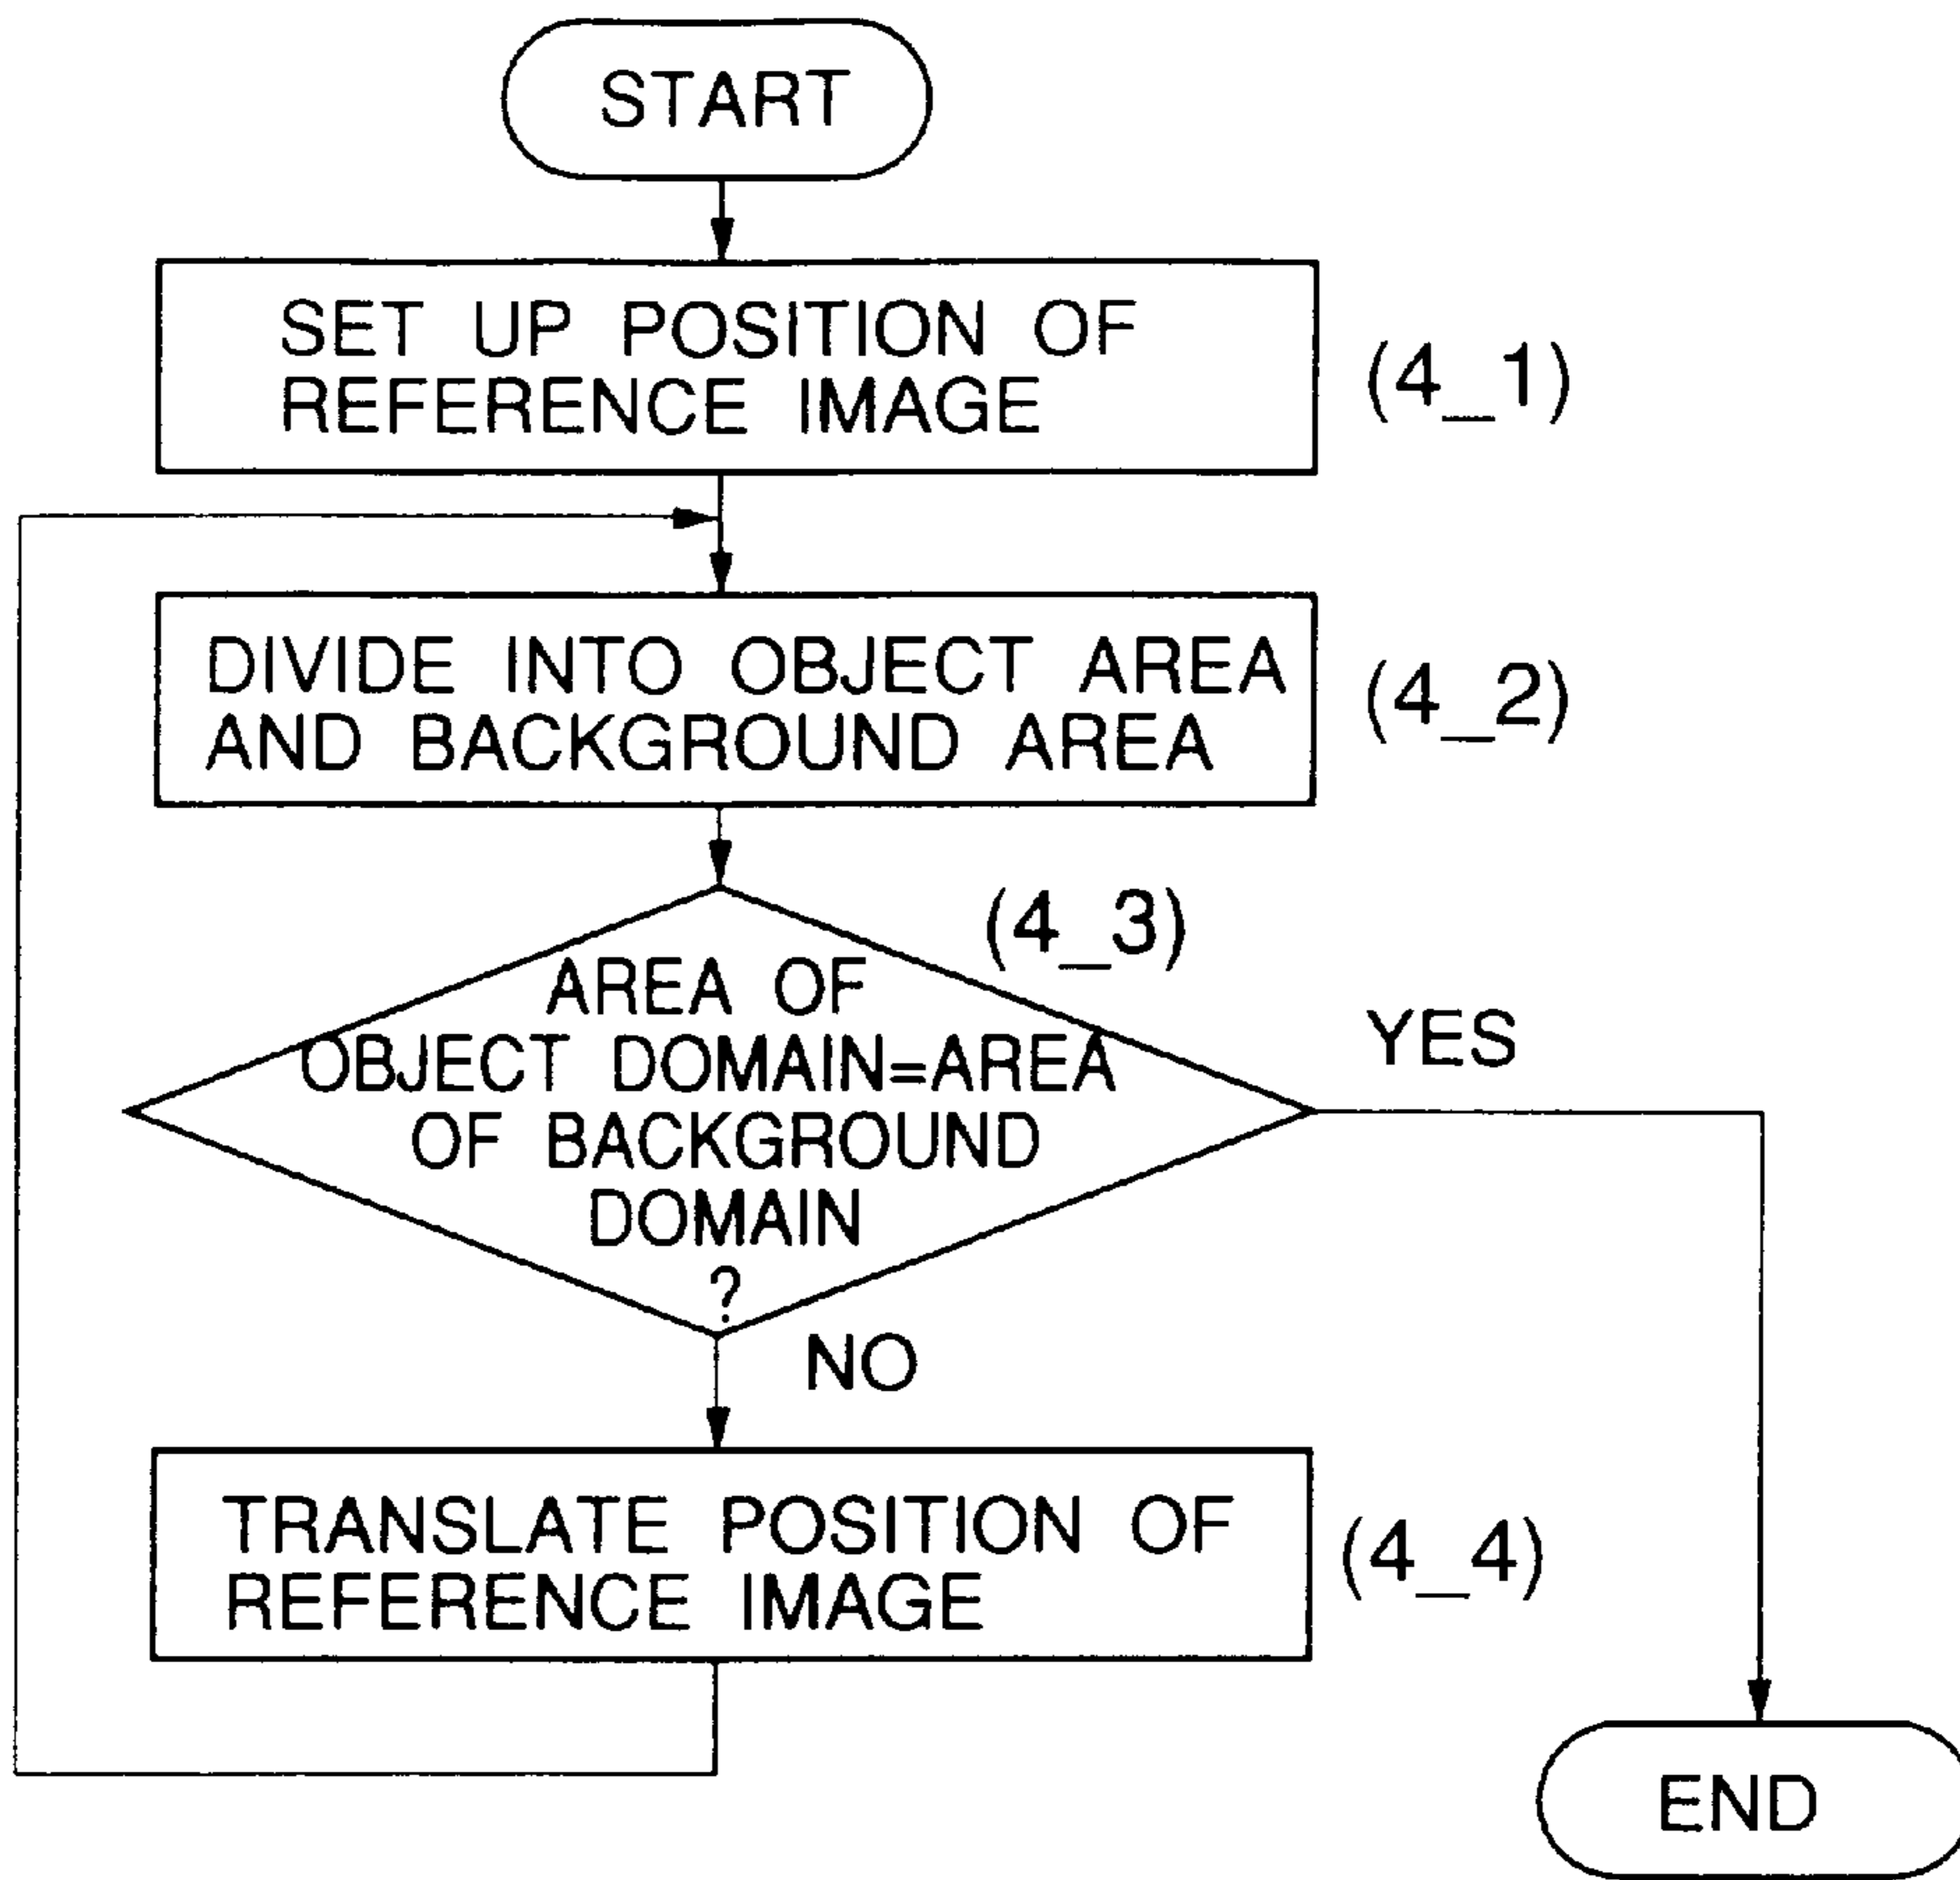 START
SET UP POSITION OF
REFERENCE IMAGE
(4_1)
DIVIDE INTO OBJECT AREA
AND BACKGROUND AREA
(4_2)
(4_3)
AREA OF
OBJECT DOMAIN=AREA
OF BACKGROUND
DOMAIN
?
YES
NO
TRANSLATE POSITION OF
REFERENCE IMAGE
(4_4)
END